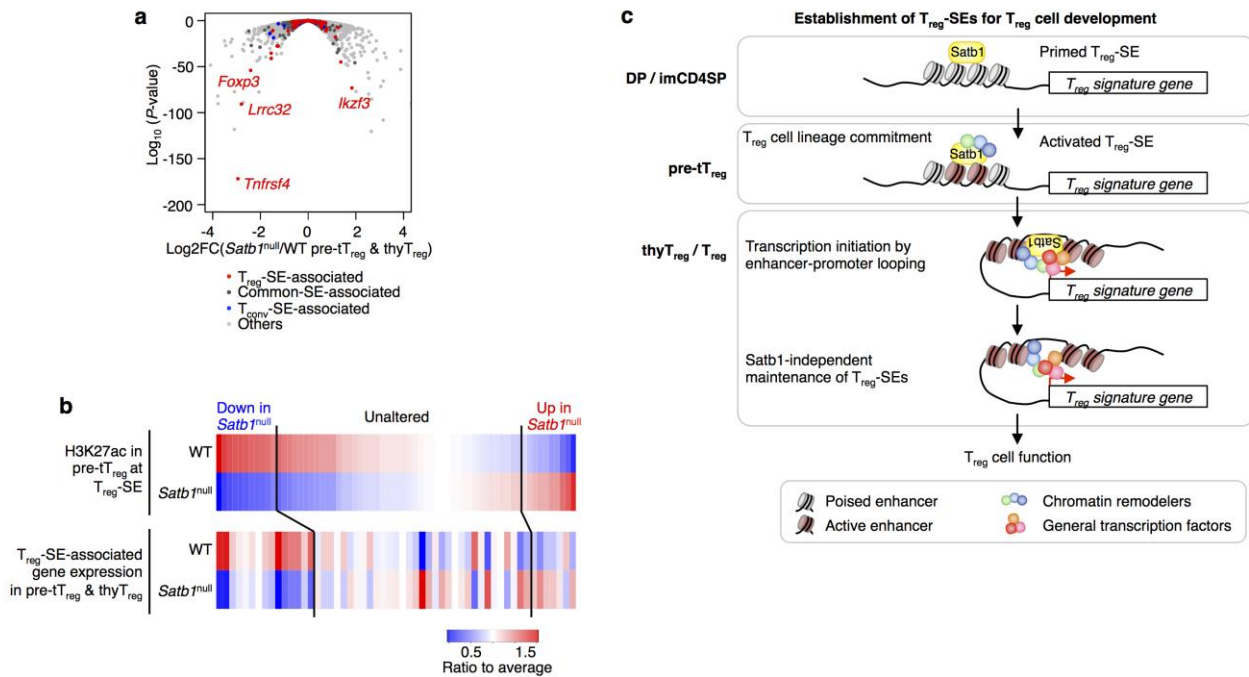 a
0
-50
-100
-150
-200
Log10 (P-value)
Foxp3
Lrrc32
Ikzf3
Tnfrsf4
-4 -2 0 2 4
Log2FC(Satb1null/WT pre-tTreg & thyTreg)
Treg-SE-associated
Common-SE-associated
Tconv-SE-associated
Others
b
Down in
Satb1null
Unaltered
Up in
Satb1null
H3K27ac in
pre-tTreg at
Treg-SE
WT
Satb1null
Treg-SE-associated
gene expression
in pre-tTreg & thyTreg
WT
Satb1null
0.5 1.5
Ratio to average
c
Establishment of Treg-SEs for Treg cell development
DP / imCD4SP
Satb1
Primed Treg-SE
Treg signature gene
pre-tTreg
Treg cell lineage commitment
Satb1
Activated Treg-SE
Treg signature gene
thyTreg / Treg
Transcription initiation by
enhancer-promoter looping
Satb1
Treg signature gene
Satb1-independent
maintenance of Treg-SEs
Treg signature gene
Treg cell function
Poised enhancer
Chromatin remodelers
Active enhancer
General transcription factors